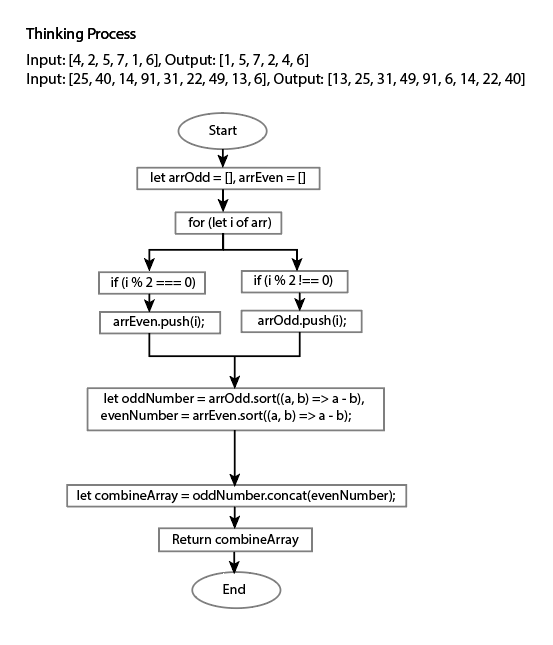 Thinking Process
Input: [4, 2, 5, 7, 1, 6], Output: [1, 5, 7, 2, 4, 6]
Input: [25, 40, 14, 91, 31, 22, 49, 13, 6], Output: [13, 25, 31, 49, 91, 6, 14, 22, 40]
Start
let arrOdd = [], arrEven = []
for (let i of arr)
if (i % 2 === 0)
if (i % 2 !== 0)
arrEven.push(i);
arrOdd.push(i);
let oddNumber = arrOdd.sort((a, b) => a - b),
evenNumber = arrEven.sort((a, b) => a - b);
let combineArray = oddNumber.concat(evenNumber);
Return combineArray
End